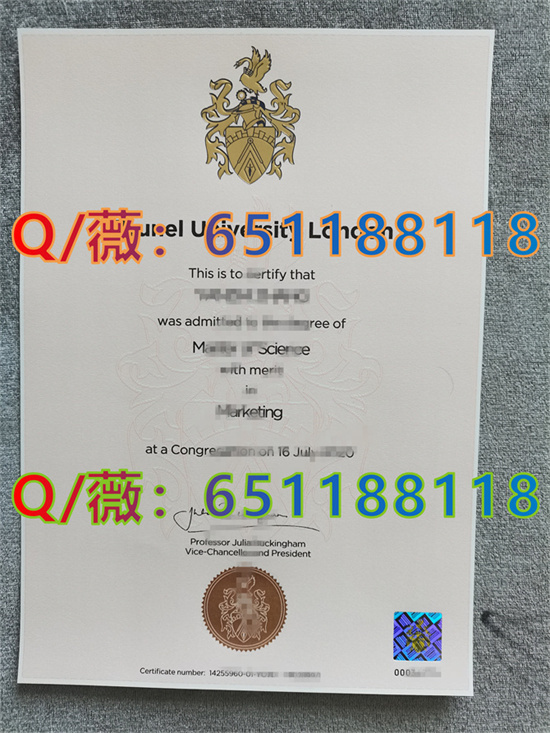 University London
Q/薇：651188118
This is to certify that
was admitted to the degree of
Master of Science
with merit
in
Marketing
at a Congregation on 16 July
Q/薇：651188118
Professor Julia Buckingham
Vice-Chancellor and President
Certificate number: 14255960-01-